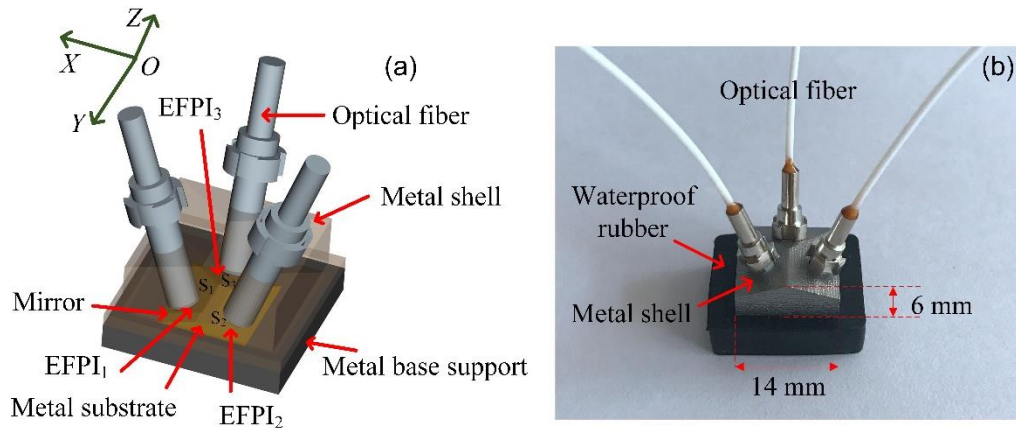 Z
X
O
Y
(a)
EFPI₃
Optical fiber
Metal shell
S₁
S₃
S₂
Mirror
EFPI₁
Metal substrate
EFPI₂
Metal base support
(b)
Optical fiber
Waterproof
rubber
Metal shell
6 mm
14 mm